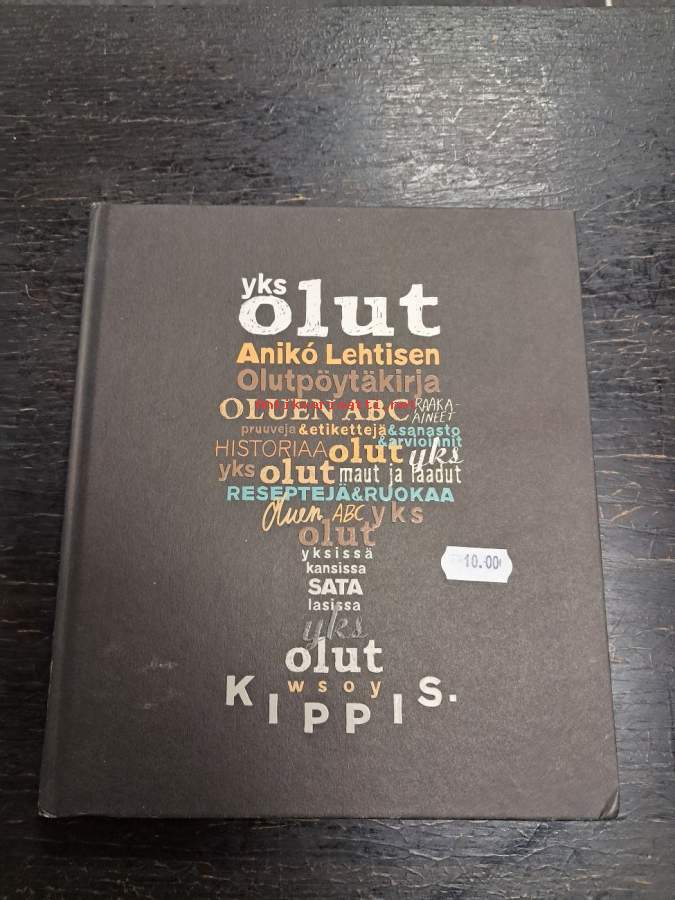 yks
olut
Anikó Lehtisen
Olutpöytäkirja
OLUEN ABC RAAKA-
AINEET
pruuveja &etikettejä &sanasto
&arvioinnit
HISTORIAA olut yks
yks olut maut ja laadut
RESEPTEJÄ&RUOKAA
Oluen ABC yks
olut
yksissä
kansissa
10.00
SATA
lasissa
yks
olut
wsoy
KIPPIS.